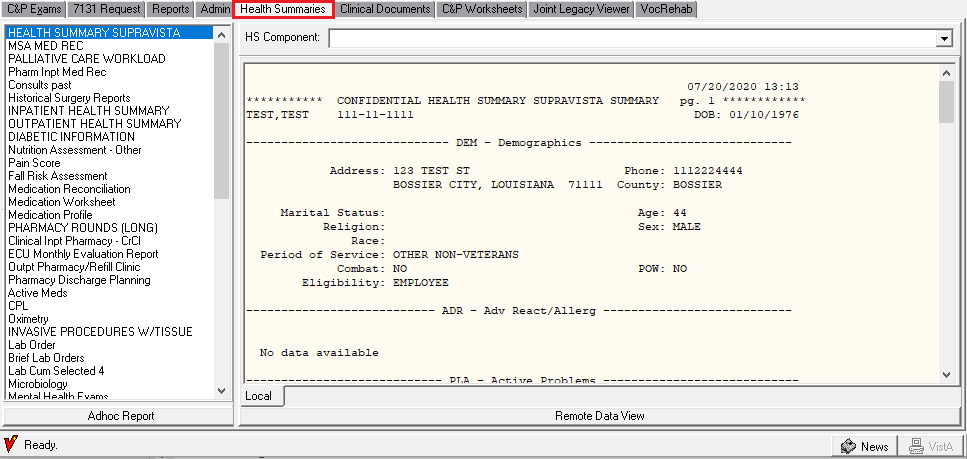 C&P Exams 7131 Request Reports Admin Health Summaries Clinical Documents C&P Worksheets Joint Legacy Viewer VocRehab
HEALTH SUMMARY SUPRAVISTA
MSA MED REC
PALLIATIVE CARE WORKLOAD
Pharm Inpt Med Rec
Consults past
Historical Surgery Reports
INPATIENT HEALTH SUMMARY
OUTPATIENT HEALTH SUMMARY
DIABETIC INFORMATION
Nutrition Assessment - Other
Pain Score
Fall Risk Assessment
Medication Reconciliation
Medication Worksheet
Medication Profile
PHARMACY ROUNDS (LONG)
Clinical Inpt Pharmacy - CrCl
ECU Monthly Evaluation Report
Outpt Pharmacy/Refill Clinic
Pharmacy Discharge Planning
Active Meds
CPL
Oximetry
INVASIVE PROCEDURES W/TISSUE
Lab Order
Brief Lab Orders
Lab Cum Selected 4
Microbiology
Mental Health Exams
Adhoc Report
HS Component:
07/20/2020 13:13
*********** CONFIDENTIAL HEALTH SUMMARY SUPRAVISTA SUMMARY pg. 1 ************
TEST,TEST 111-11-1111 DOB: 01/10/1976
----------------------------- DEM - Demographics -----------------------------
Address: 123 TEST ST Phone: 1112224444
BOSSIER CITY, LOUISIANA 71111 County: BOSSIER
Marital Status: Age: 44
Religion: Sex: MALE
Race:
Period of Service: OTHER NON-VETERANS
Combat: NO POW: NO
Eligibility: EMPLOYEE
---------------------------- ADR - Adv React/Allerg ---------------------------
No data available
---------------------------- PLA - Active Problems ----------------------------
Local
Remote Data View
Ready.
News VistA